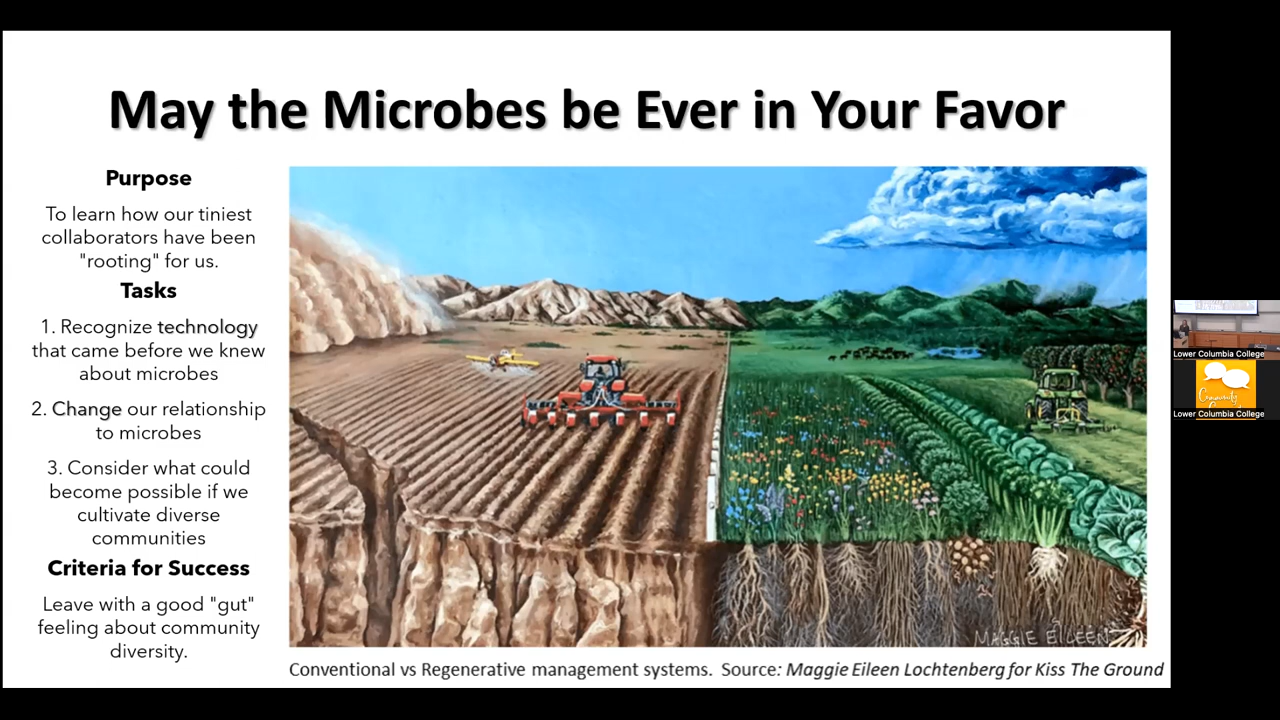 May the Microbes be Ever in Your Favor
Purpose
To learn how our tiniest
collaborators have been
"rooting" for us.
Tasks
1. Recognize technology
that came before we knew
about microbes
2. Change our relationship
to microbes
3. Consider what could
become possible if we
cultivate diverse
communities
Criteria for Success
Leave with a good "gut"
feeling about community
diversity.
MAGGIE EILEEN
Conventional vs Regenerative management systems.  Source: Maggie Eileen Lochtenberg for Kiss The Ground
Lower Columbia College
Community
Lower Columbia College